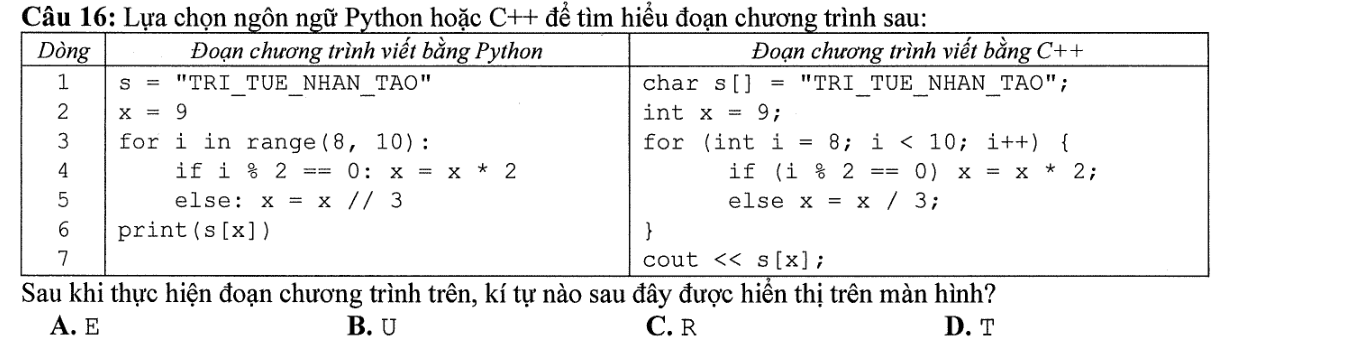 Câu 16: Lựa chọn ngôn ngữ Python hoặc C++ để tìm hiểu đoạn chương trình sau:
Dòng Đoạn chương trình viết bằng Python Đoạn chương trình viết bằng C++
1 s = "TRI_TUE_NHAN_TAO" char s[] = "TRI_TUE_NHAN_TAO";
2 x = 9 int x = 9;
3 for i in range(8, 10): for (int i = 8; i < 10; i++) {
4 if i % 2 == 0: x = x * 2 if (i % 2 == 0) x = x * 2;
5 else: x = x // 3 else x = x / 3;
6 print(s[x]) }
7 cout << s[x];
Sau khi thực hiện đoạn chương trình trên, kí tự nào sau đây được hiển thị trên màn hình?
A. E B. U C. R D. T